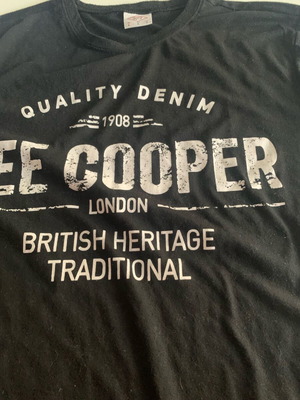 QUALITY DENIM
1908
EE COOPER
LONDON
BRITISH HERITAGE
TRADITIONAL